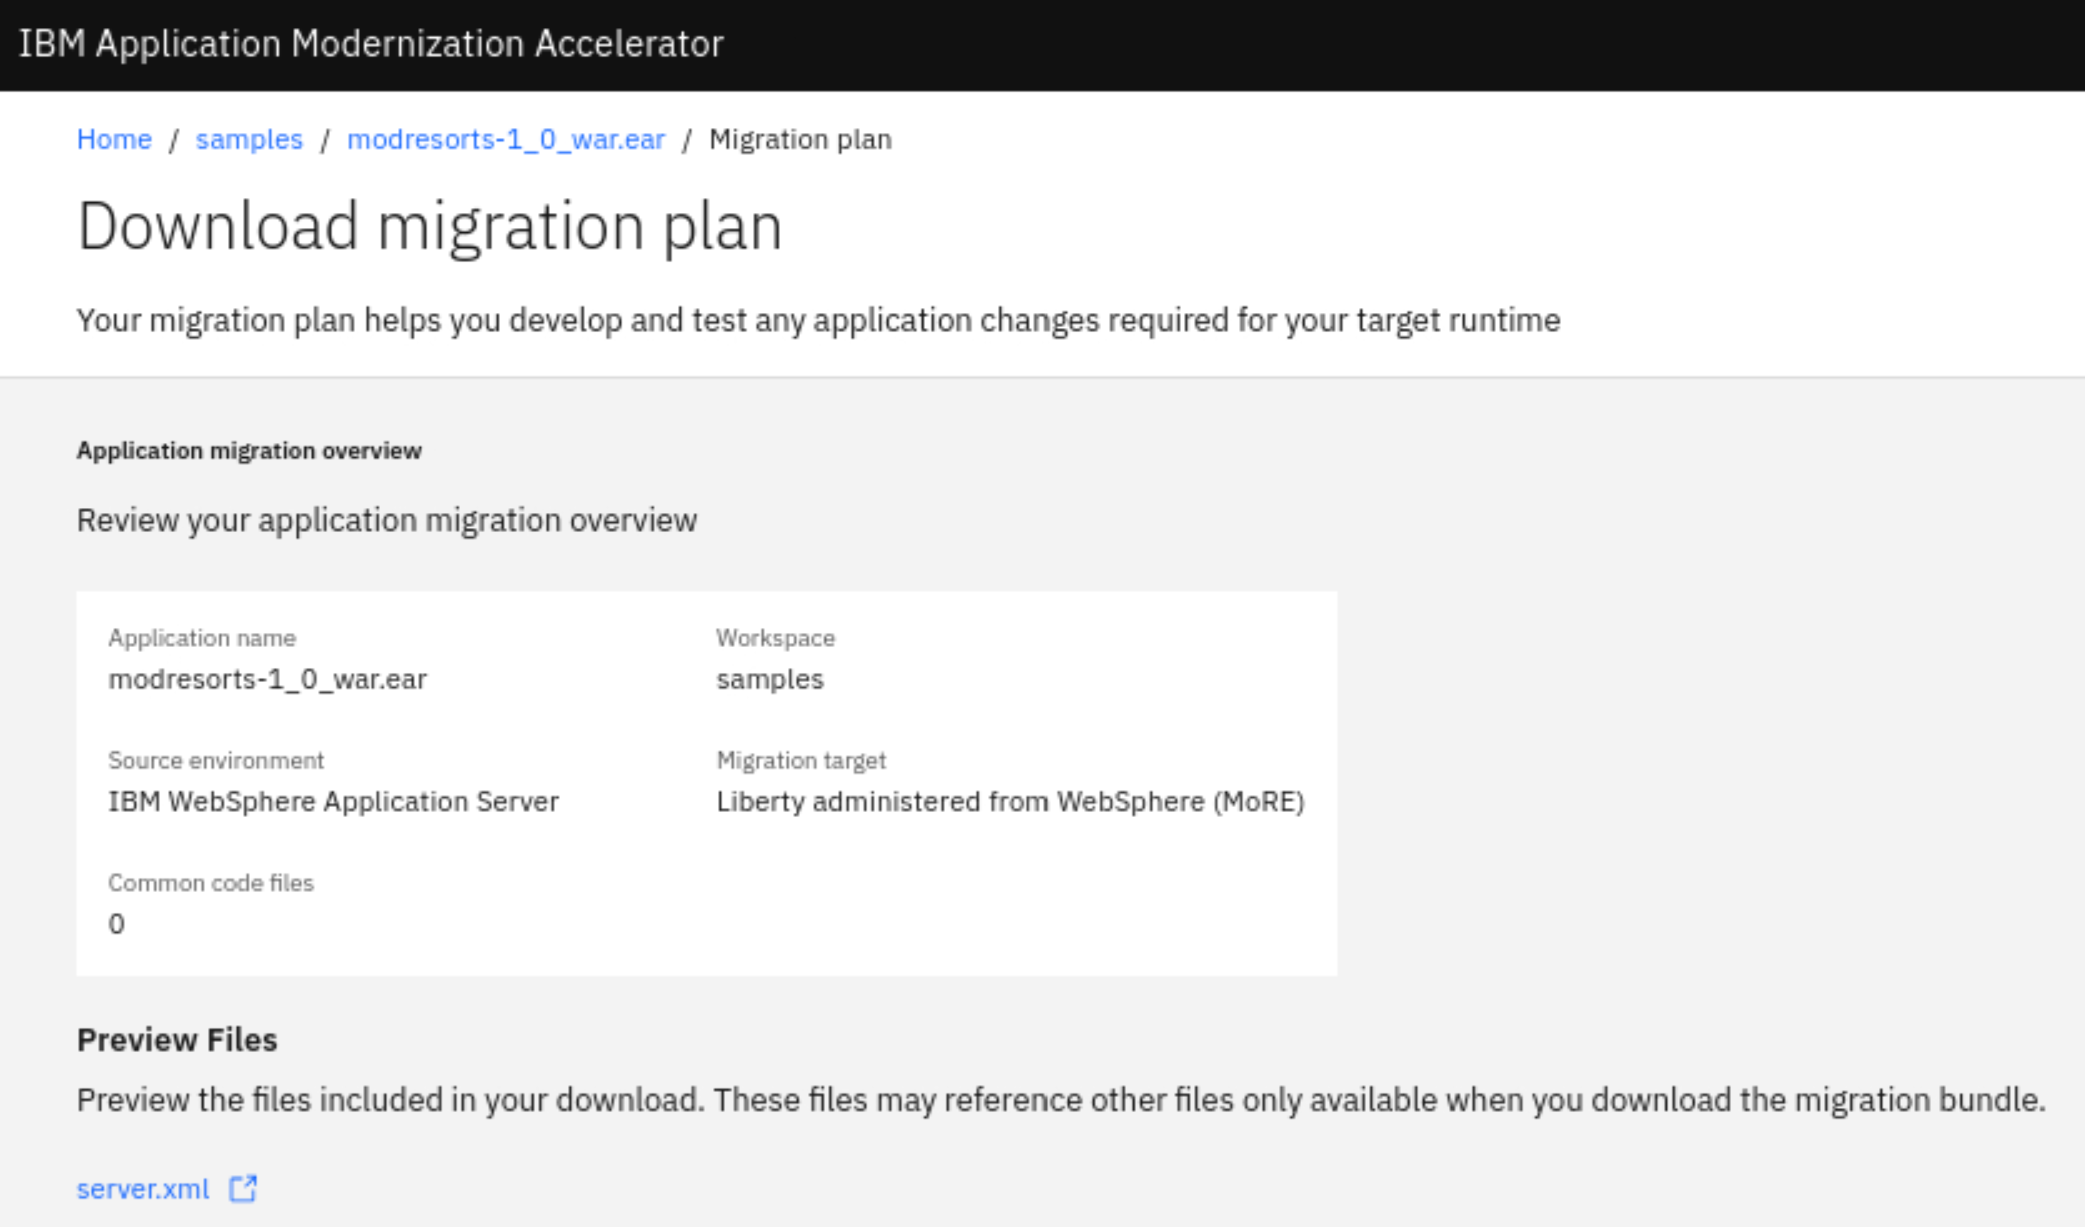 IBM Application Modernization Accelerator
Home / samples / modresorts-1_0_war.ear / Migration plan
Download migration plan
Your migration plan helps you develop and test any application changes required for your target runtime
Application migration overview
Review your application migration overview
Application name
modresorts-1_0_war.ear
Workspace
samples
Source environment
IBM WebSphere Application Server
Migration target
Liberty administered from WebSphere (MoRE)
Common code files
0
Preview Files
Preview the files included in your download. These files may reference other files only available when you download the migration bundle.
server.xml